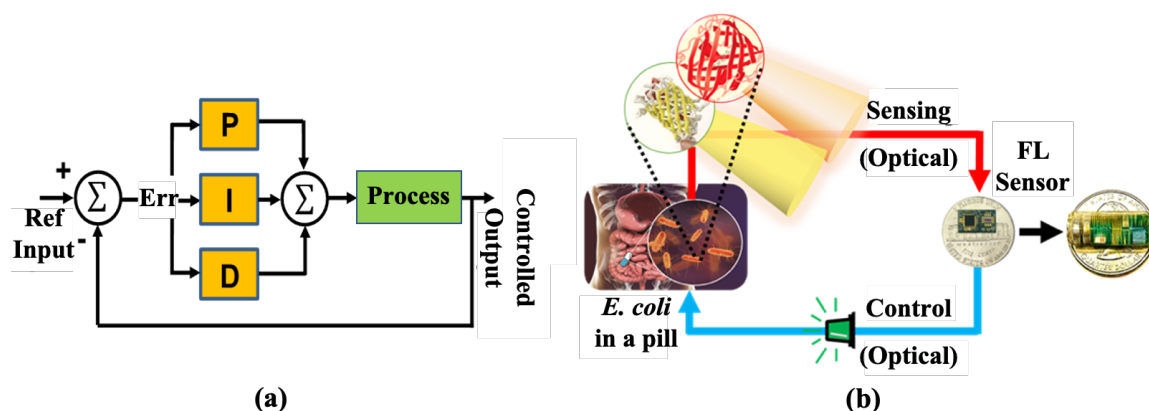 +
Ref
Input
-
Σ
Err
P
I
D
Σ
Process
Controlled
Output
(a)
Sensing
(Optical)
FL
Sensor
E. coli
in a pill
Control
(Optical)
(b)